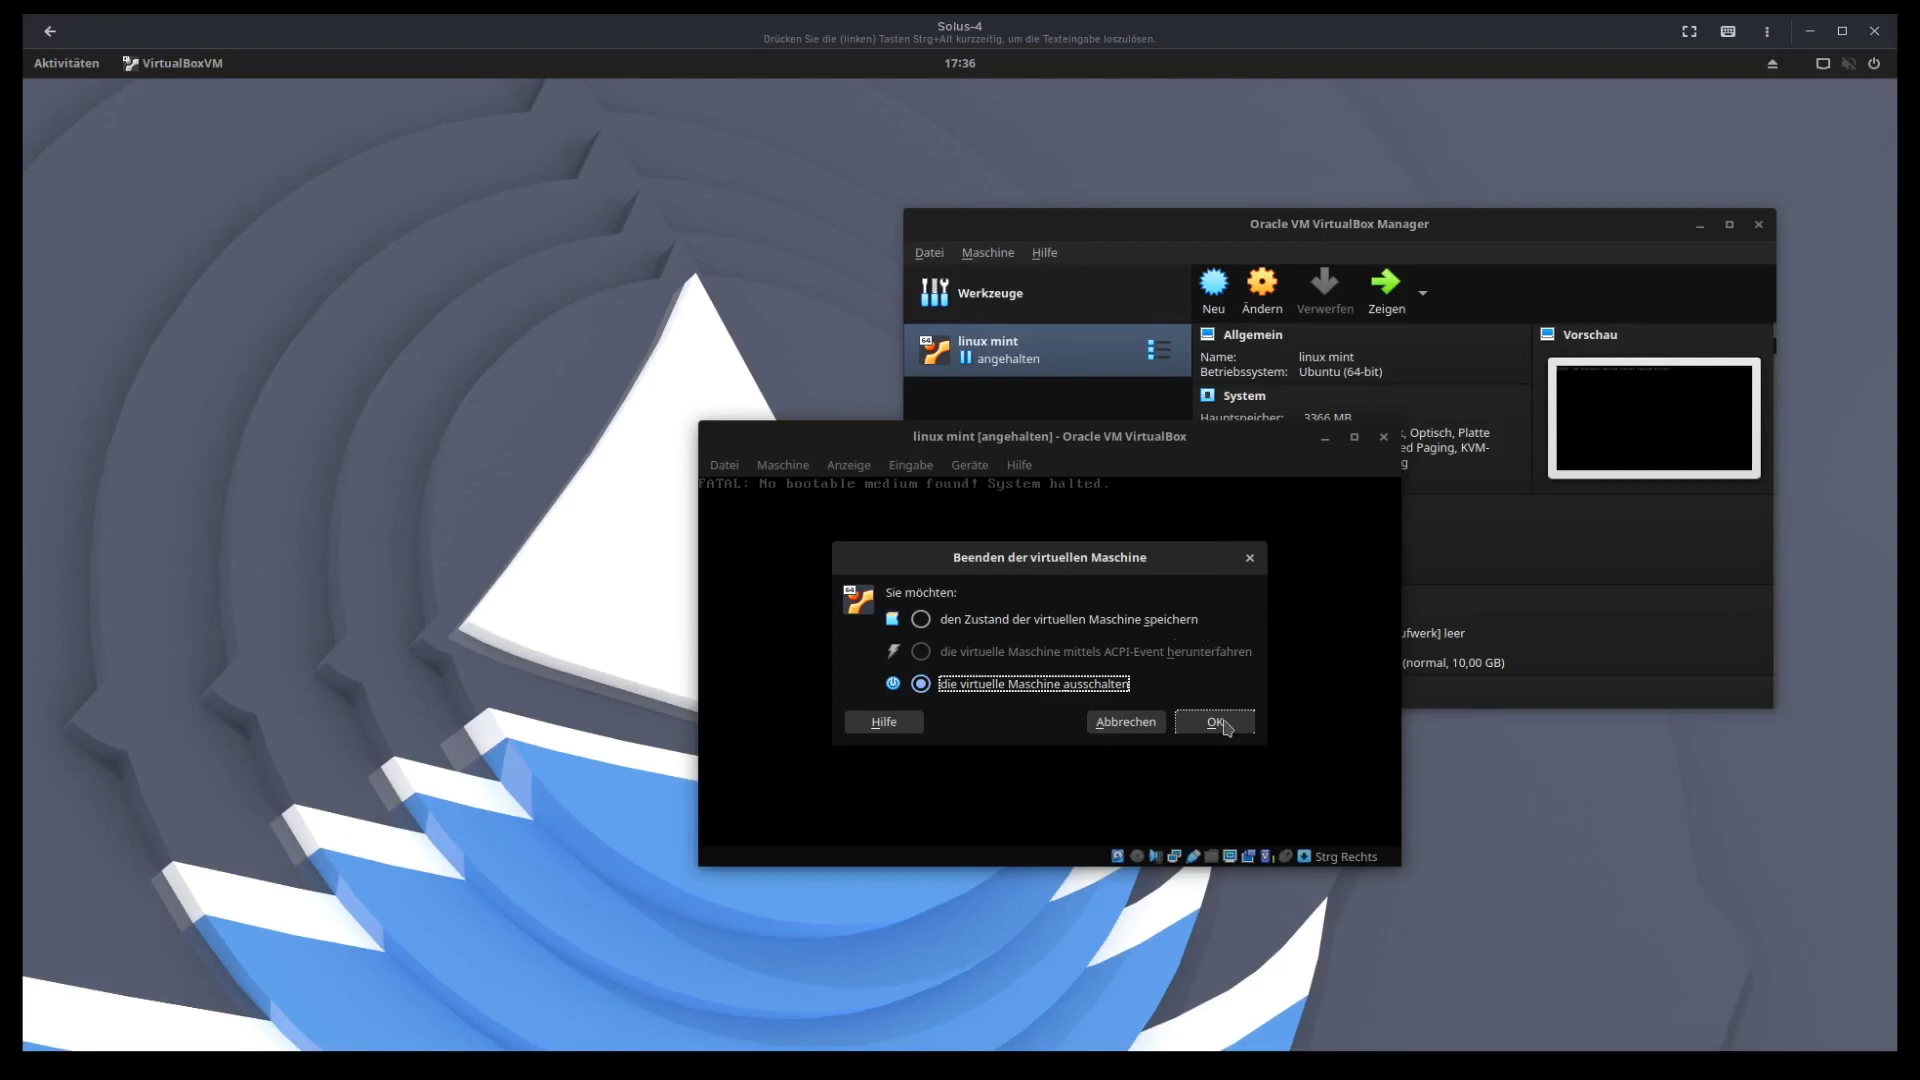 Solus-4
Drücken Sie die (linken) Tasten Strg+Alt kurzzeitig, um die Texteingabe loszulösen.
Aktivitäten
VirtualBoxVM
17:36
Oracle VM VirtualBox Manager
Datei Maschine Hilfe
Werkzeuge
Neu Ändern Verwerfen Zeigen
64
linux mint
angehalten
Allgemein
Name: linux mint
Betriebssystem: Ubuntu (64-bit)
System
Hauptspeicher: 3366 MB
, Optisch, Platte
ed Paging, KVM-
g
Vorschau
ufwerk] leer
(normal, 10,00 GB)
linux mint [angehalten] - Oracle VM VirtualBox
Datei Maschine Anzeige Eingabe Geräte Hilfe
FATAL: No bootable medium found! System halted.
Beenden der virtuellen Maschine
64
Sie möchten:
den Zustand der virtuellen Maschine speichern
die virtuelle Maschine mittels ACPI-Event herunterfahren
die virtuelle Maschine ausschalten
Hilfe Abbrechen OK
Strg Rechts